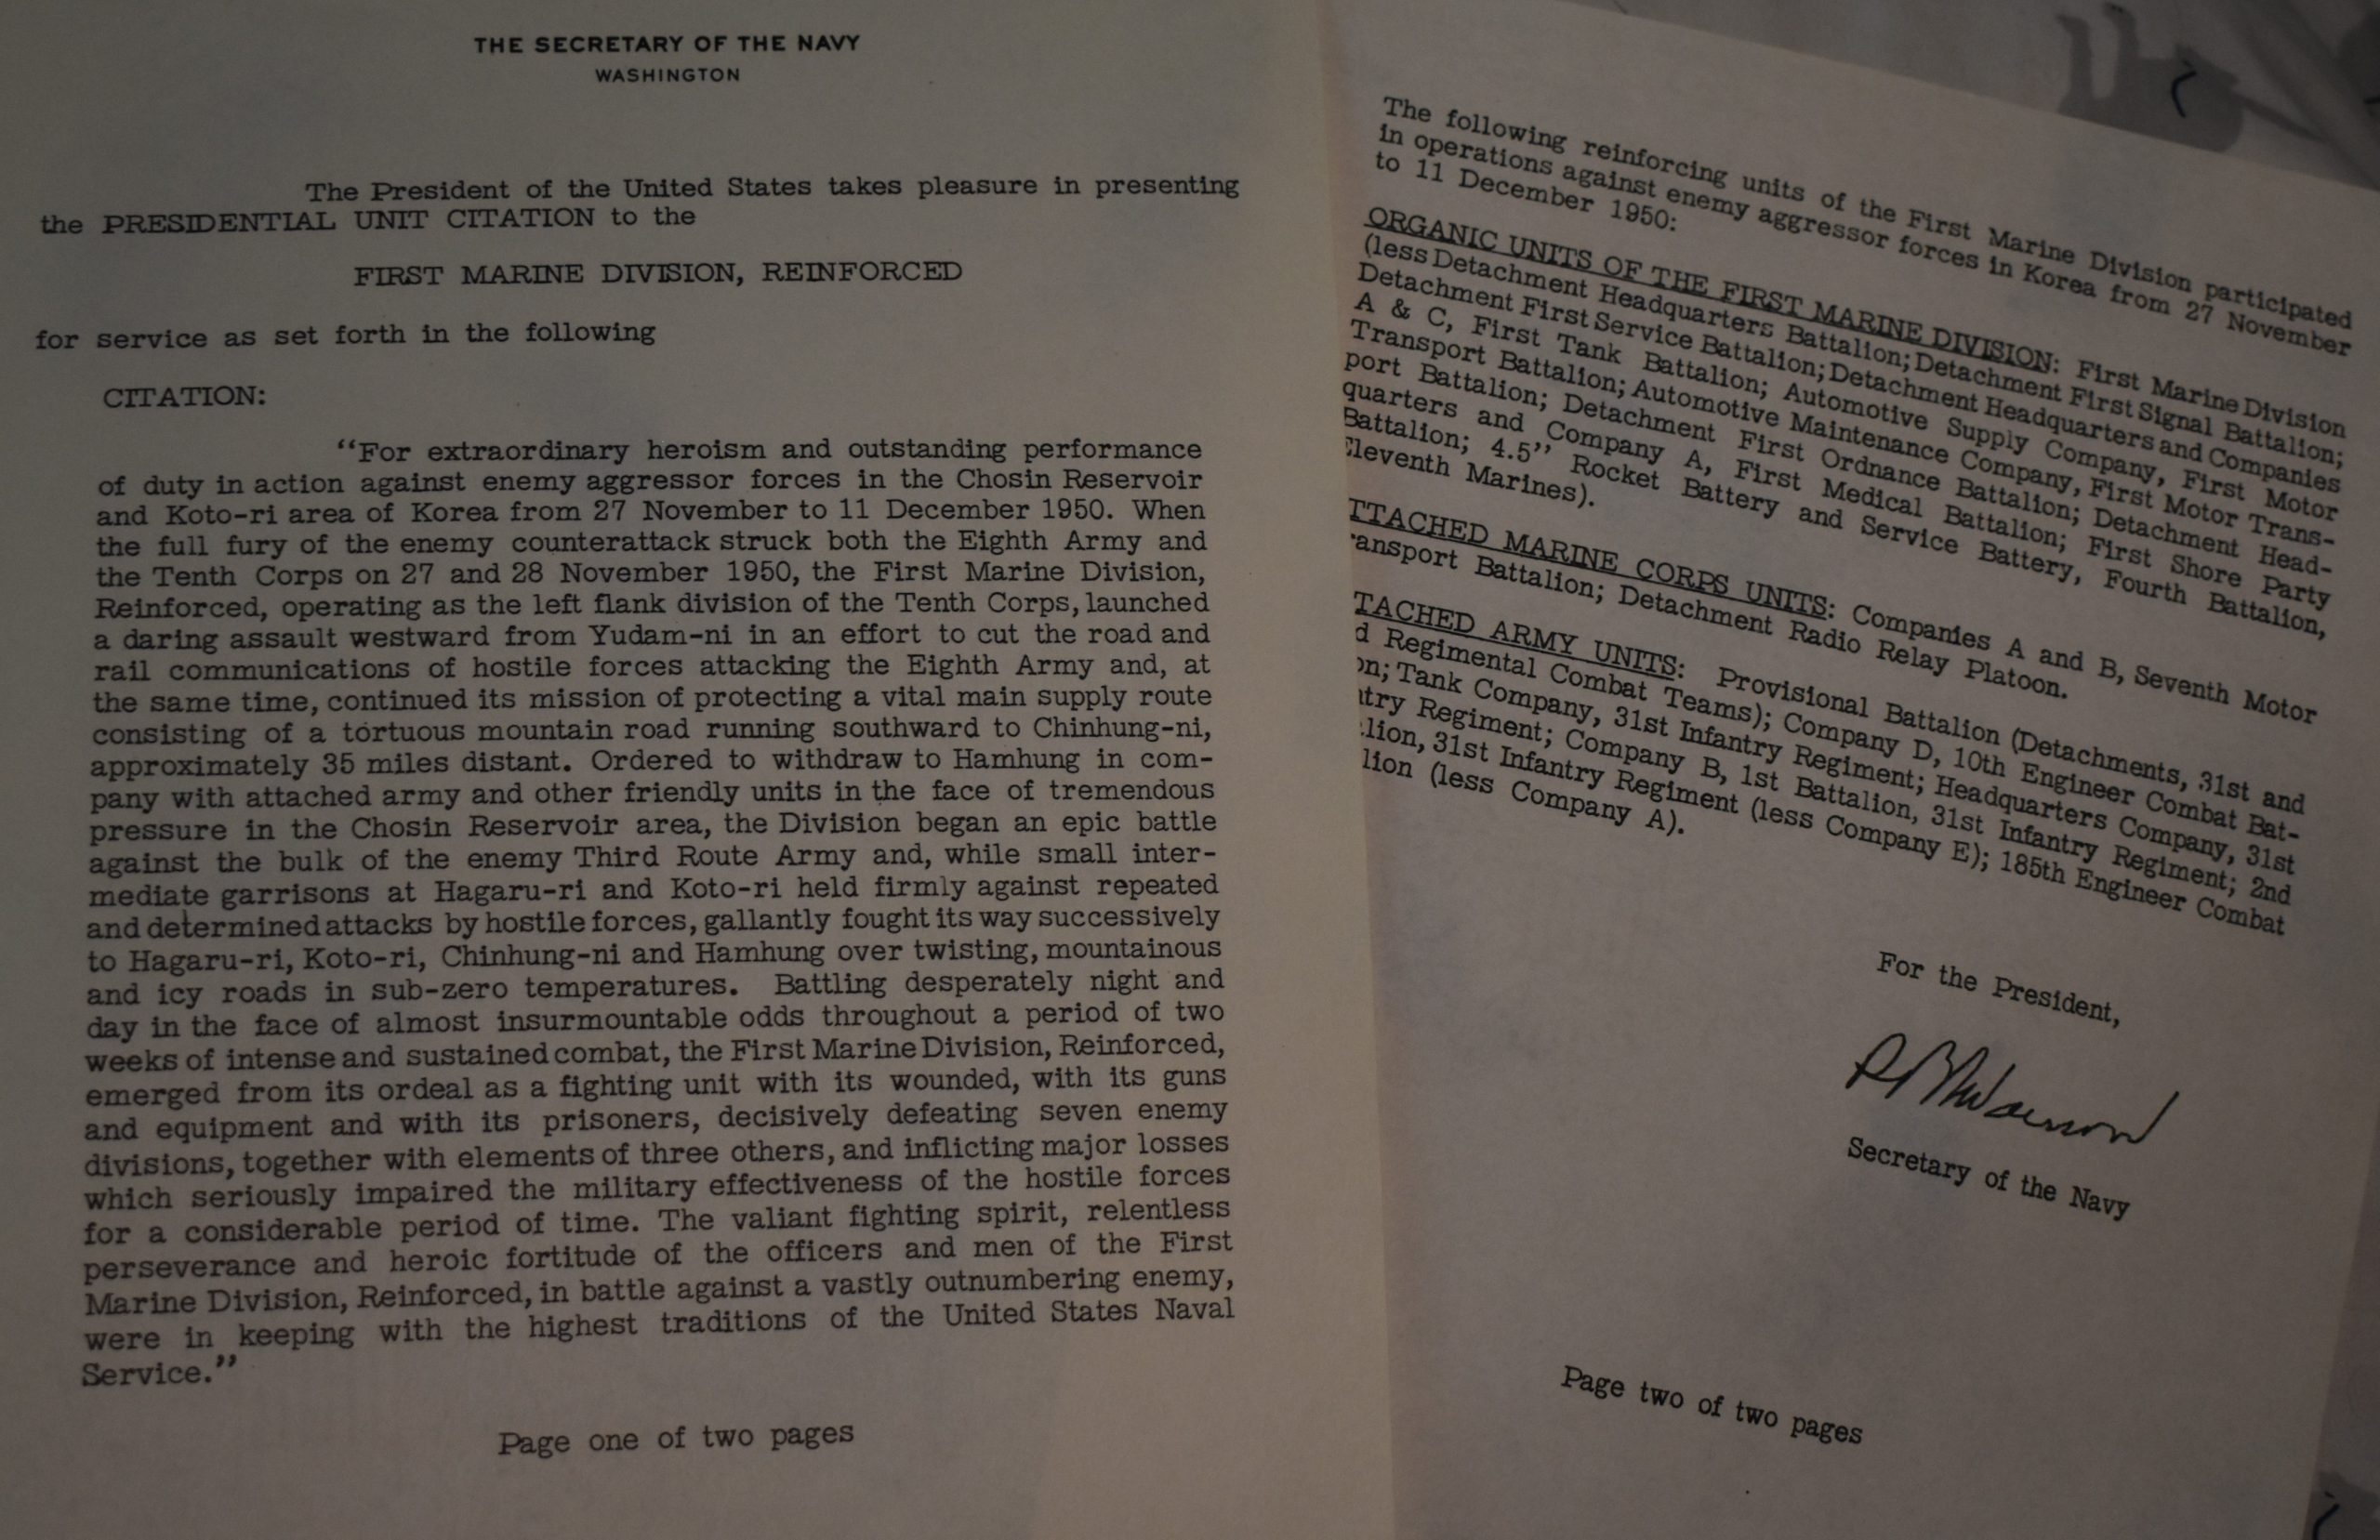 THE SECRETARY OF THE NAVY
WASHINGTON
The President of the United States takes pleasure in presenting
the PRESIDENTIAL UNIT CITATION to the
FIRST MARINE DIVISION, REINFORCED
for service as set forth in the following
CITATION:
“For extraordinary heroism and outstanding performance
of duty in action against enemy aggressor forces in the Chosin Reservoir
and Koto-ri area of Korea from 27 November to 11 December 1950. When
the full fury of the enemy counterattack struck both the Eighth Army and
the Tenth Corps on 27 and 28 November 1950, the First Marine Division,
Reinforced, operating as the left flank division of the Tenth Corps, launched
a daring assault westward from Yudam-ni in an effort to cut the road and
rail communications of hostile forces attacking the Eighth Army and, at
the same time, continued its mission of protecting a vital main supply route
consisting of a tortuous mountain road running southward to Chinhung-ni,
approximately 35 miles distant. Ordered to withdraw to Hamhung in com-
pany with attached army and other friendly units in the face of tremendous
pressure in the Chosin Reservoir area, the Division began an epic battle
against the bulk of the enemy Third Route Army and, while small inter-
mediate garrisons at Hagaru-ri and Koto-ri held firmly against repeated
and determined attacks by hostile forces, gallantly fought its way successively
to Hagaru-ri, Koto-ri, Chinhung-ni and Hamhung over twisting, mountainous
and icy roads in sub-zero temperatures. Battling desperately night and
day in the face of almost insurmountable odds throughout a period of two
weeks of intense and sustained combat, the First Marine Division, Reinforced,
emerged from its ordeal as a fighting unit with its wounded, with its guns
and equipment and with its prisoners, decisively defeating seven enemy
divisions, together with elements of three others, and inflicting major losses
which seriously impaired the military effectiveness of the hostile forces
for a considerable period of time. The valiant fighting spirit, relentless
perseverance and heroic fortitude of the officers and men of the First
Marine Division, Reinforced, in battle against a vastly outnumbering enemy,
were in keeping with the highest traditions of the United States Naval
Service.”
Page one of two pages
The following reinforcing units of the First Marine Division participated
in operations against enemy aggressor forces in Korea from 27 November
to 11 December 1950:
ORGANIC UNITS OF THE FIRST MARINE DIVISION: First Marine Division
(less Detachment Headquarters Battalion; Detachment First Signal Battalion;
Detachment First Service Battalion; Detachment Headquarters and Companies
A & C, First Tank Battalion; Automotive Supply Company, First Motor
Transport Battalion; Automotive Maintenance Company, First Motor Trans-
port Battalion; Detachment First Ordnance Battalion; Detachment Head-
quarters and Company A, First Medical Battalion; First Shore Party
Battalion; 4.5” Rocket Battery and Service Battery, Fourth Battalion,
Eleventh Marines).
TTACHED MARINE CORPS UNITS: Companies A and B, Seventh Motor
ransport Battalion; Detachment Radio Relay Platoon.
TACHED ARMY UNITS: Provisional Battalion (Detachments, 31st and
d Regimental Combat Teams); Company D, 10th Engineer Combat Bat-
on; Tank Company, 31st Infantry Regiment; Headquarters Company, 31st
ntry Regiment; Company B, 1st Battalion, 31st Infantry Regiment; 2nd
lion, 31st Infantry Regiment (less Company E); 185th Engineer Combat
lion (less Company A).
For the President,
Secretary of the Navy
Page two of two pages